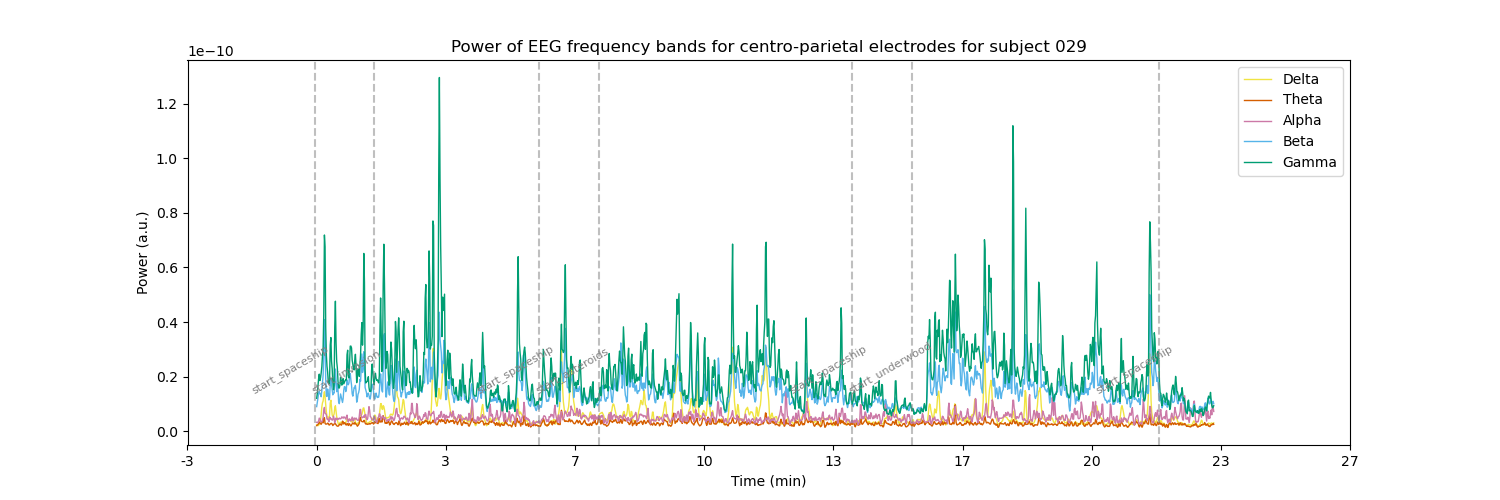 Power of EEG frequency bands for centro-parietal electrodes for subject 029
1e−10
Delta
Theta
Alpha
Beta
Gamma
1.2
1.0
0.8
0.6
0.4
0.2
0.0
Power (a.u.)
start_spaceship
start_spaceship
start_asteroids
start_spaceship
start_underwood
start_spaceship
-3
0
3
7
10
13
17
20
23
27
Time (min)